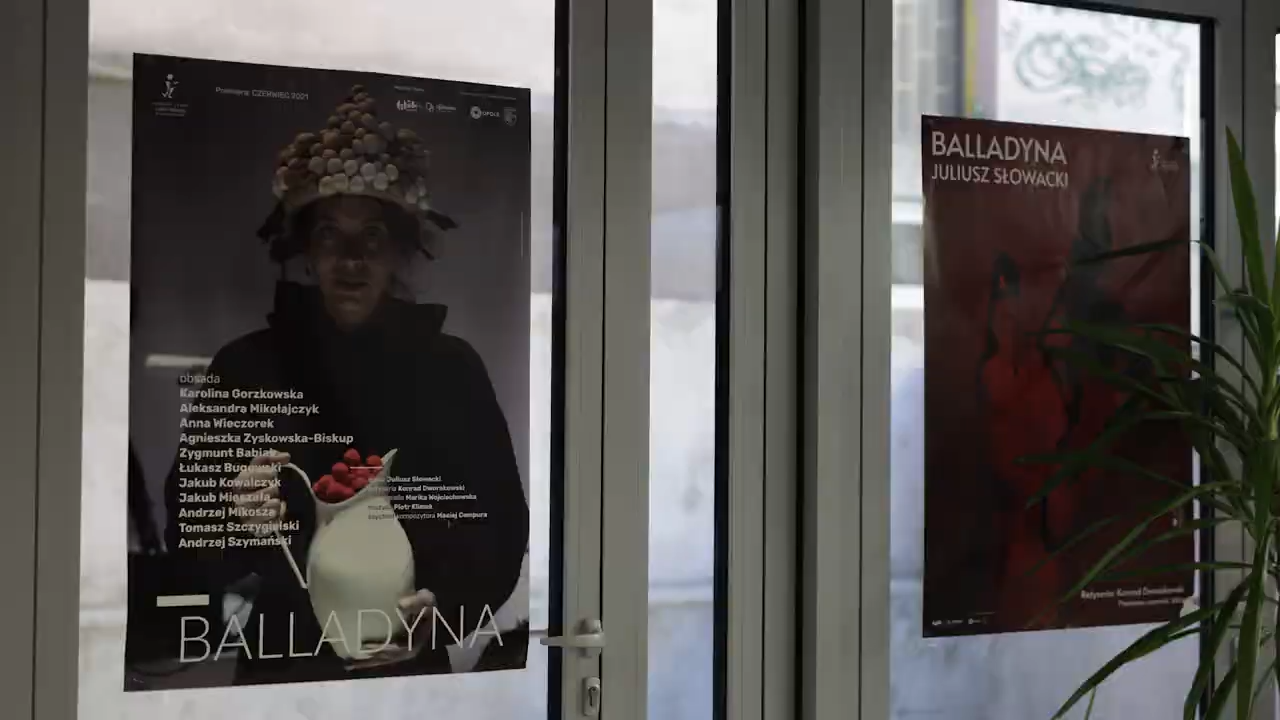 Premiera: CZERWIEC 2021
OPOLE
obsada
Karolina Gorzkowska
Aleksandra Mikołajczyk
Anna Wieczorek
Agnieszka Zyskowska-Biskup
Zygmunt Babiak
Łukasz Bugowski
Jakub Kowalczyk
Jakub Mieszała
Andrzej Mikosza
Tomasz Szczygielski
Andrzej Szymański
Juliusz Słowacki
Konrad Dworakowski
Marika Wojciechowska
Piotr Klimek
kompozytora Maciej Cempura
BALLADYNA
BALLADYNA
JULIUSZ SŁOWACKI
Reżyseria: Konrad Dworakowski